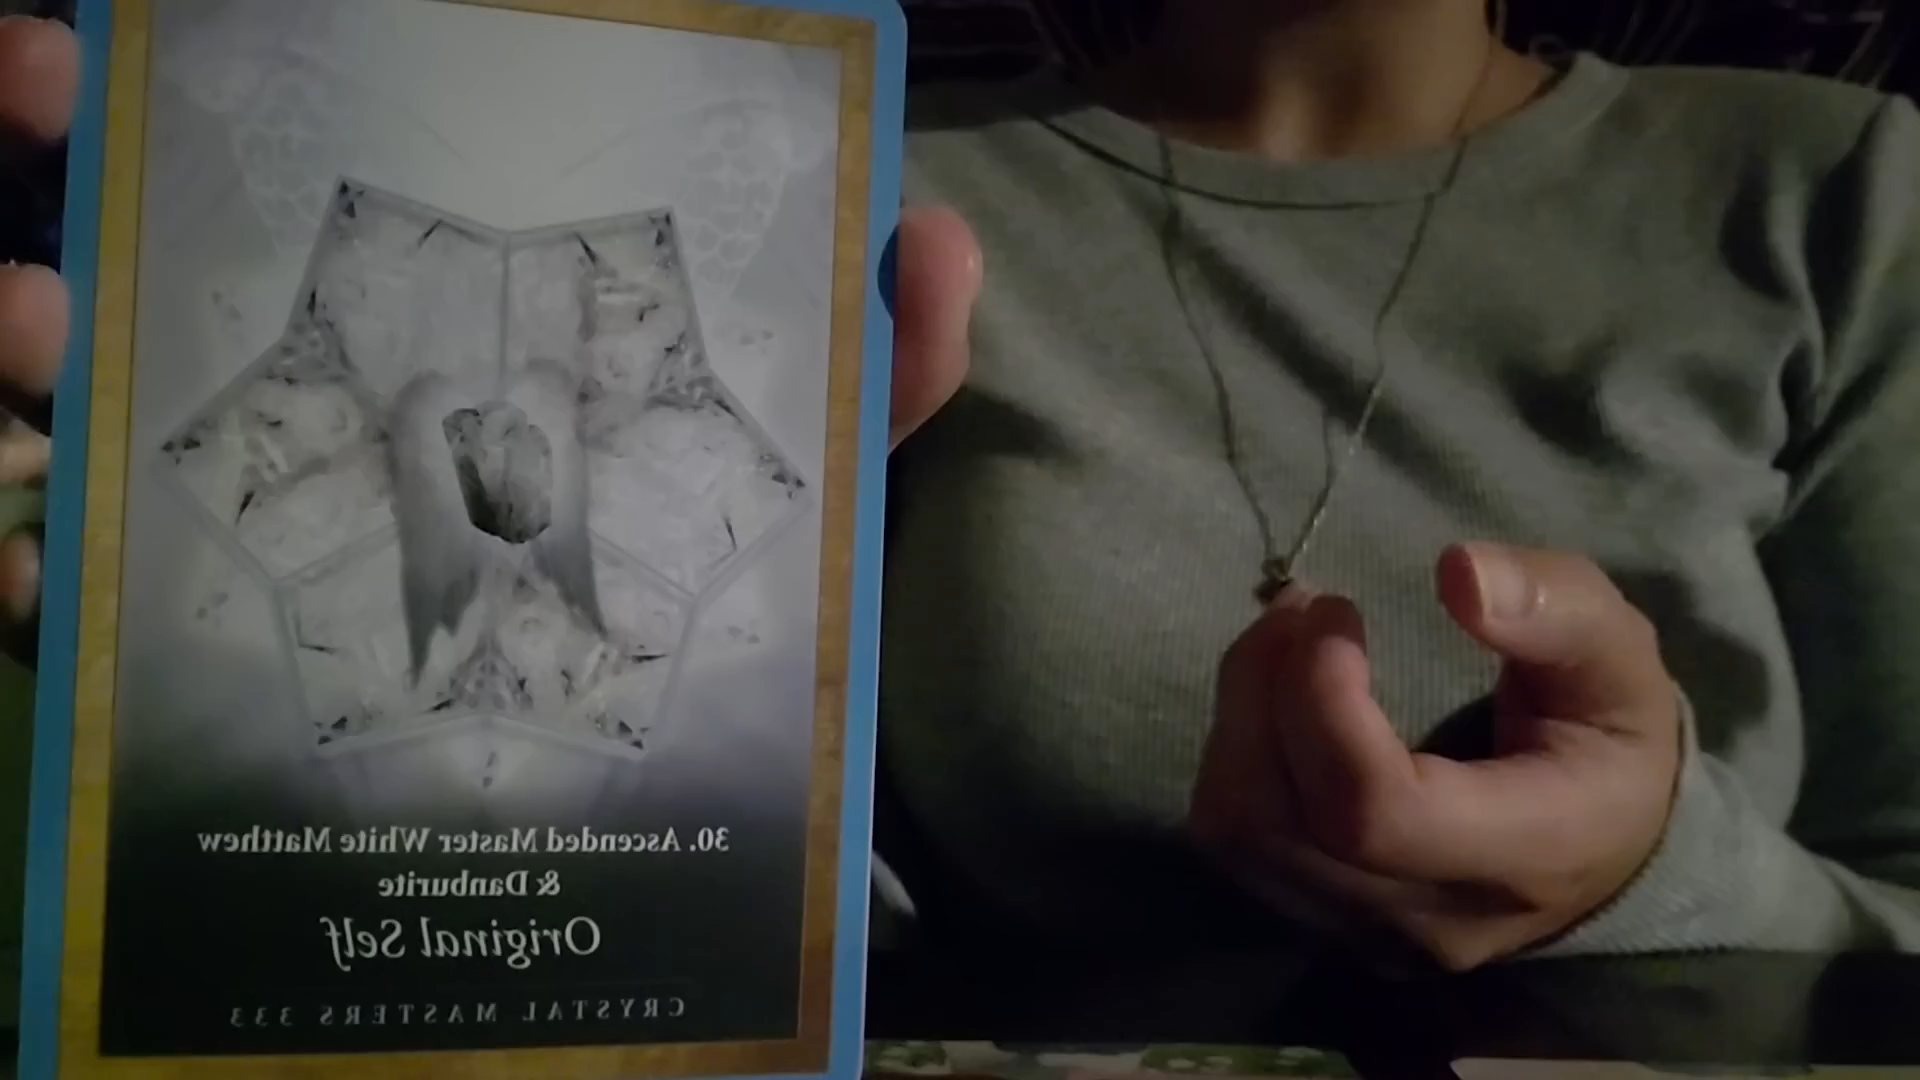 30. Ascended Master White Matthew
& Danburite
Original Self
CRYSTAL MASTERS 333